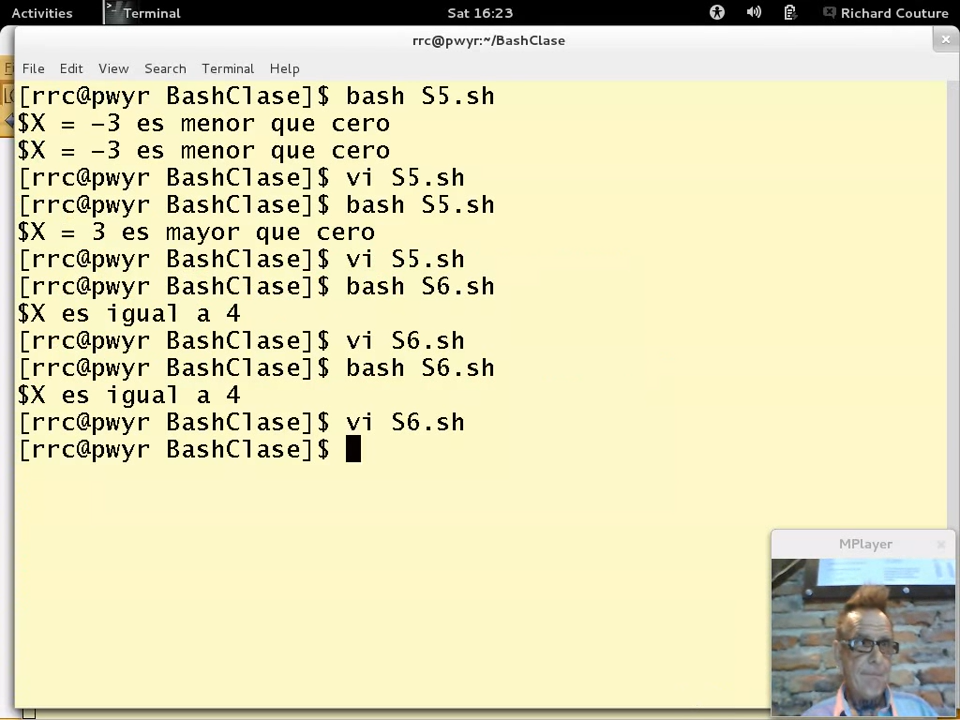 Activities Terminal Sat 16:23 Richard Couture
rrc@pwyr:~/BashClase
File Edit View Search Terminal Help
[rrc@pwyr BashClase]$ bash S5.sh
$X = -3 es menor que cero
$X = -3 es menor que cero
[rrc@pwyr BashClase]$ vi S5.sh
[rrc@pwyr BashClase]$ bash S5.sh
$X = 3 es mayor que cero
[rrc@pwyr BashClase]$ vi S5.sh
[rrc@pwyr BashClase]$ bash S6.sh
$X es igual a 4
[rrc@pwyr BashClase]$ vi S6.sh
[rrc@pwyr BashClase]$ bash S6.sh
$X es igual a 4
[rrc@pwyr BashClase]$ vi S6.sh
[rrc@pwyr BashClase]$
MPlayer